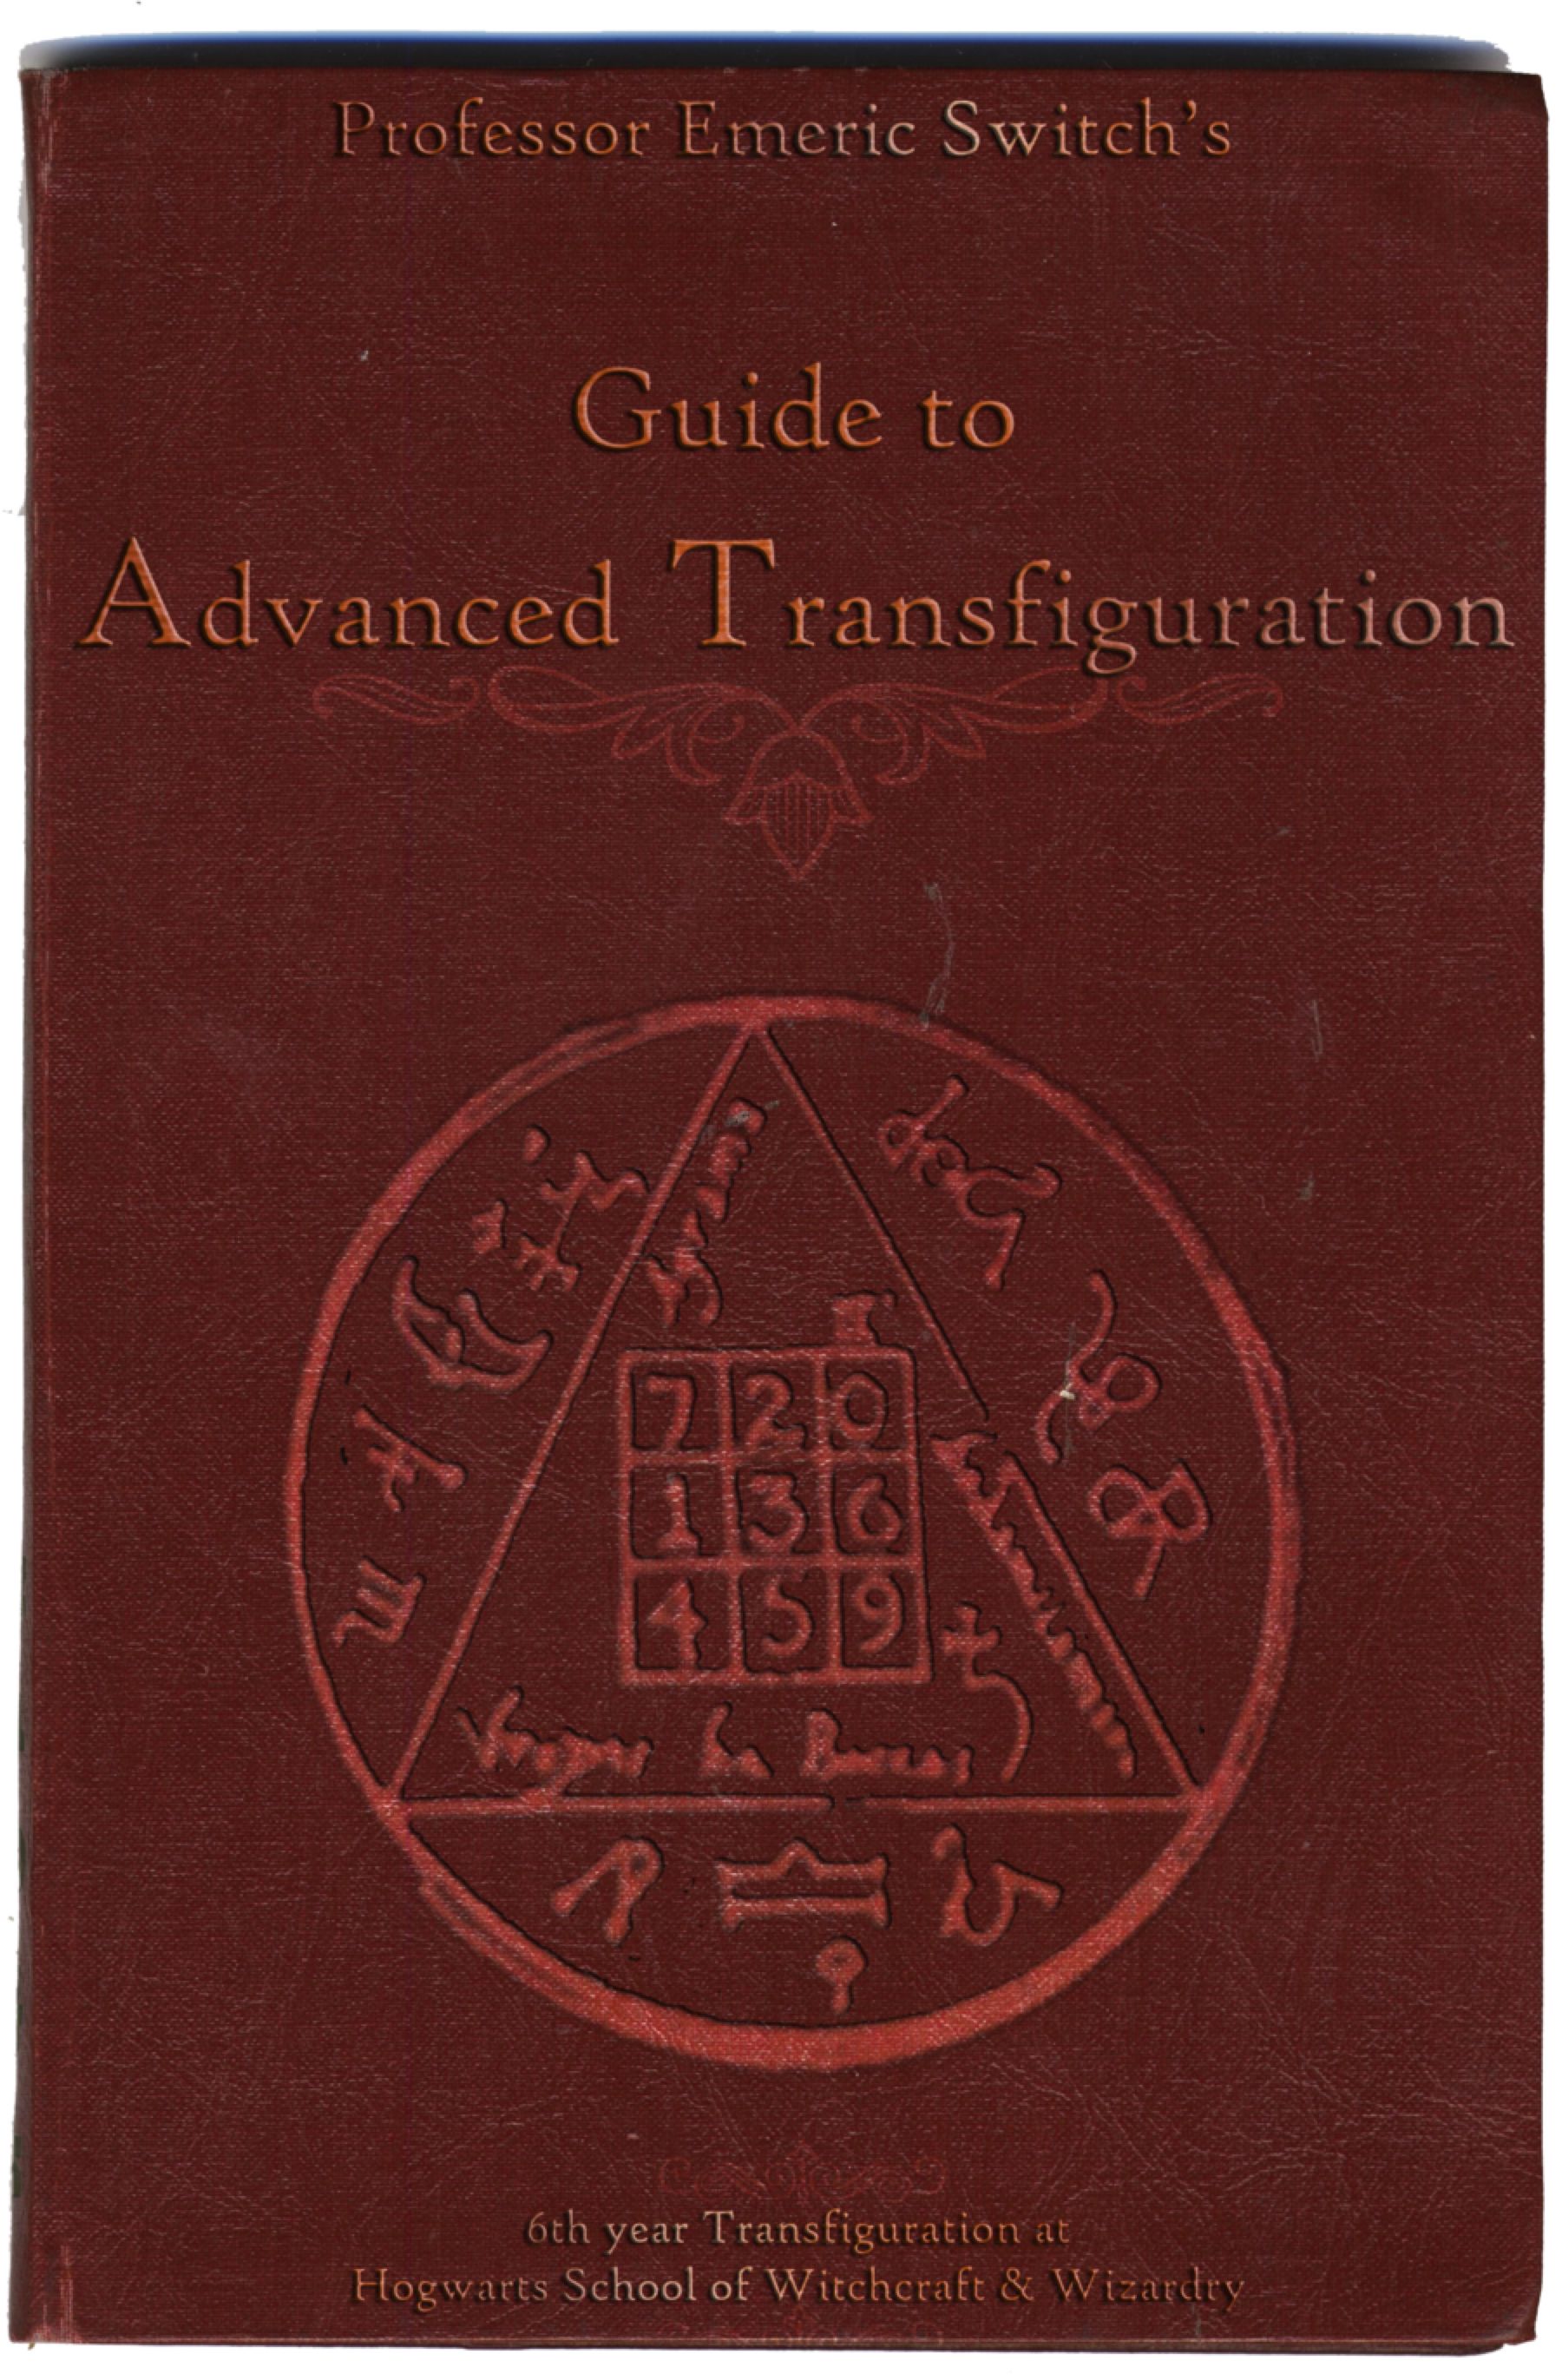 Professor Emeric Switch's
Guide to
Advanced Transfiguration
7 2 0
1 3 6
4 5 9
6th year Transfiguration at
Hogwarts School of Witchcraft & Wizardry